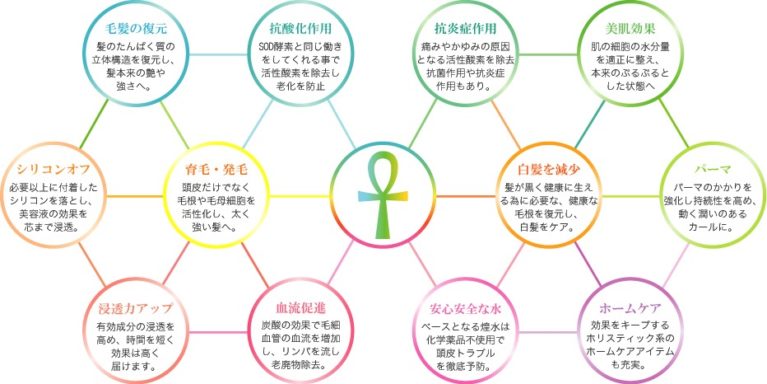 毛髪の復元
髪のたんぱく質の
立体構造を復元し、
髪本来の艶や
強さへ。
抗酸化作用
SOD酵素と同じ働き
をしてくれる事で
活性酸素を除去し
老化を防止
抗炎症作用
痛みやかゆみの原因
となる活性酸素を除去
抗菌作用や抗炎症
作用もあり。
美肌効果
肌の細胞の水分量
を適正に整え、
本来のぷるぷると
した状態へ
シリコンオフ
必要以上に付着した
シリコンを落とし、
美容液の効果を
芯まで浸透。
育毛・発毛
頭皮だけでなく
毛根や毛母細胞を
活性化し、太く
強い髪へ。
白髪を減少
髪が黒く健康に生え
る為に必要な、健康な
毛根を復元し、
白髪をケア。
パーマ
パーマのかかりを
強化し持続性を高め、
動く潤いのある
カールに。
浸透力アップ
有効成分の浸透を
高め、時間を短く
効果は高く
届けます。
血流促進
炭酸の効果で毛細
血管の血流を増加
し、リンパを流し
老廃物除去。
安心安全な水
ベースとなる煌水は
化学薬品不使用で
頭皮トラブル
を徹底予防。
ホームケア
効果をキープする
ホリスティック系の
ホームケアアイテム
も充実。